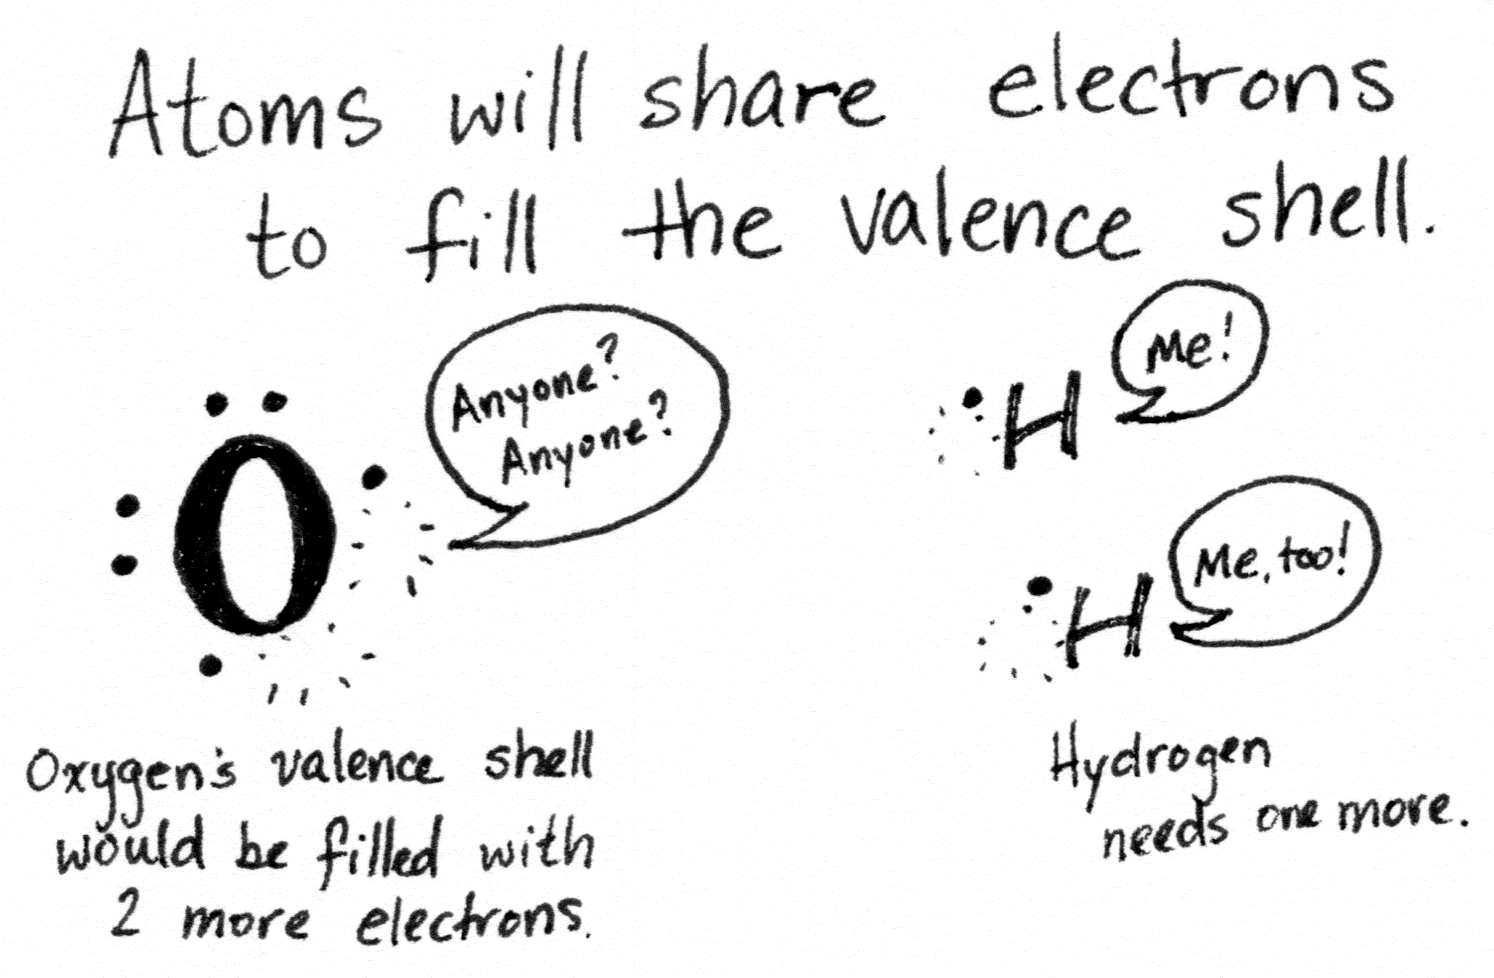 Atoms will share electrons
to fill the valence shell.
Anyone?
Anyone?
O
Me!
H
Me, too!
H
Oxygen's valence shell
would be filled with
2 more electrons.
Hydrogen
needs one more.